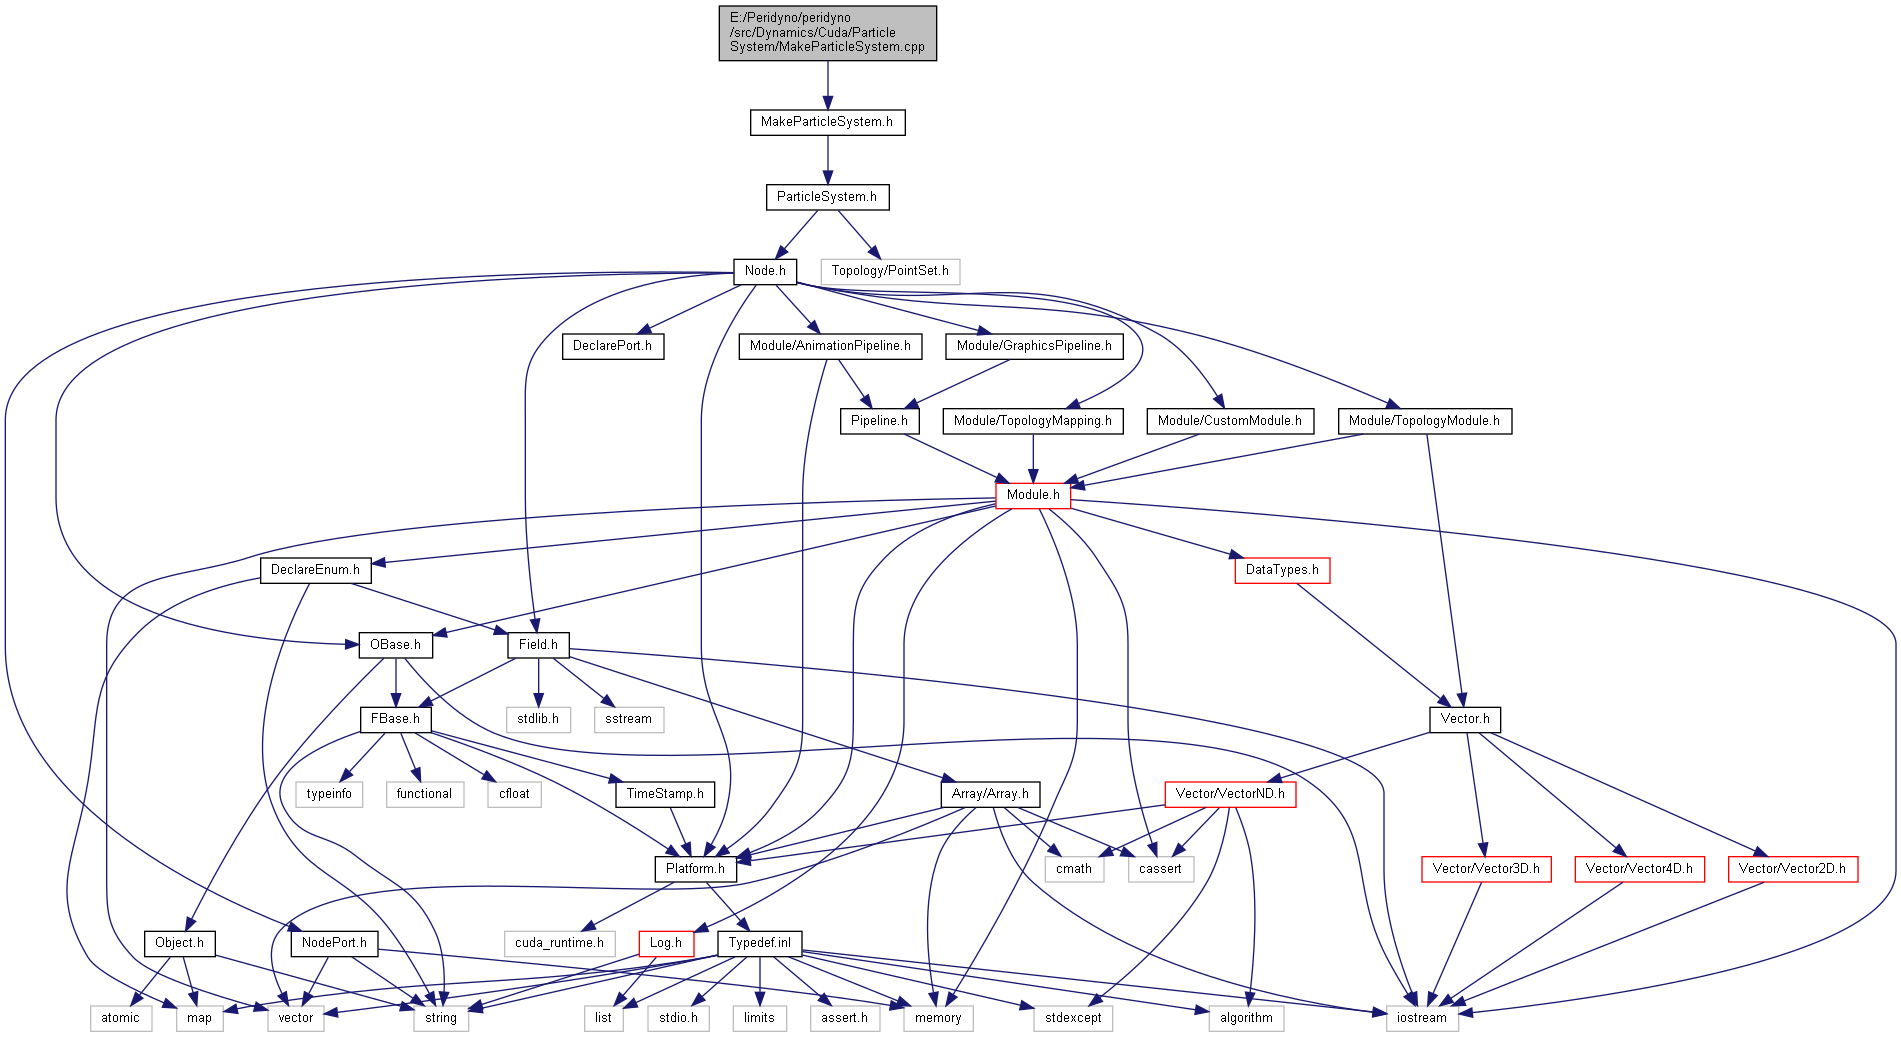 E:/Peridyno/peridyno
/src/Dynamics/Cuda/Particle
System/MakeParticleSystem.cpp
MakeParticleSystem.h
ParticleSystem.h
Node.h
Topology/PointSet.h
DeclarePort.h
Module/AnimationPipeline.h
Module/GraphicsPipeline.h
Pipeline.h
Module/TopologyMapping.h
Module/CustomModule.h
Module/TopologyModule.h
Module.h
DeclareEnum.h
DataTypes.h
OBase.h
Field.h
FBase.h
stdlib.h
sstream
Vector.h
typeinfo
functional
cfloat
TimeStamp.h
Array/Array.h
Vector/VectorND.h
Platform.h
cmath
cassert
Vector/Vector3D.h
Vector/Vector4D.h
Vector/Vector2D.h
Object.h
NodePort.h
cuda_runtime.h
Log.h
Typedef.inl
atomic
map
vector
string
list
stdio.h
limits
assert.h
memory
stdexcept
algorithm
iostream